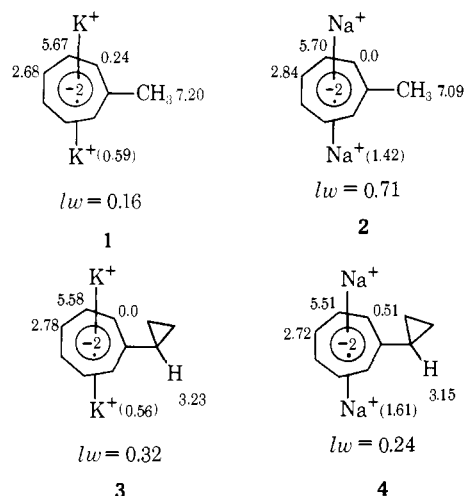 K+
5.67 0.24
2.68
-2
CH3 7.20
K+(0.59)
lw = 0.16
1
Na+
5.70 0.0
2.84
-2
CH3 7.09
Na+(1.42)
lw = 0.71
2
K+
5.58 0.0
2.78
-2
H
3.23
K+(0.56)
lw = 0.32
3
Na+
5.51 0.51
2.72
-2
H
3.15
Na+(1.61)
lw = 0.24
4